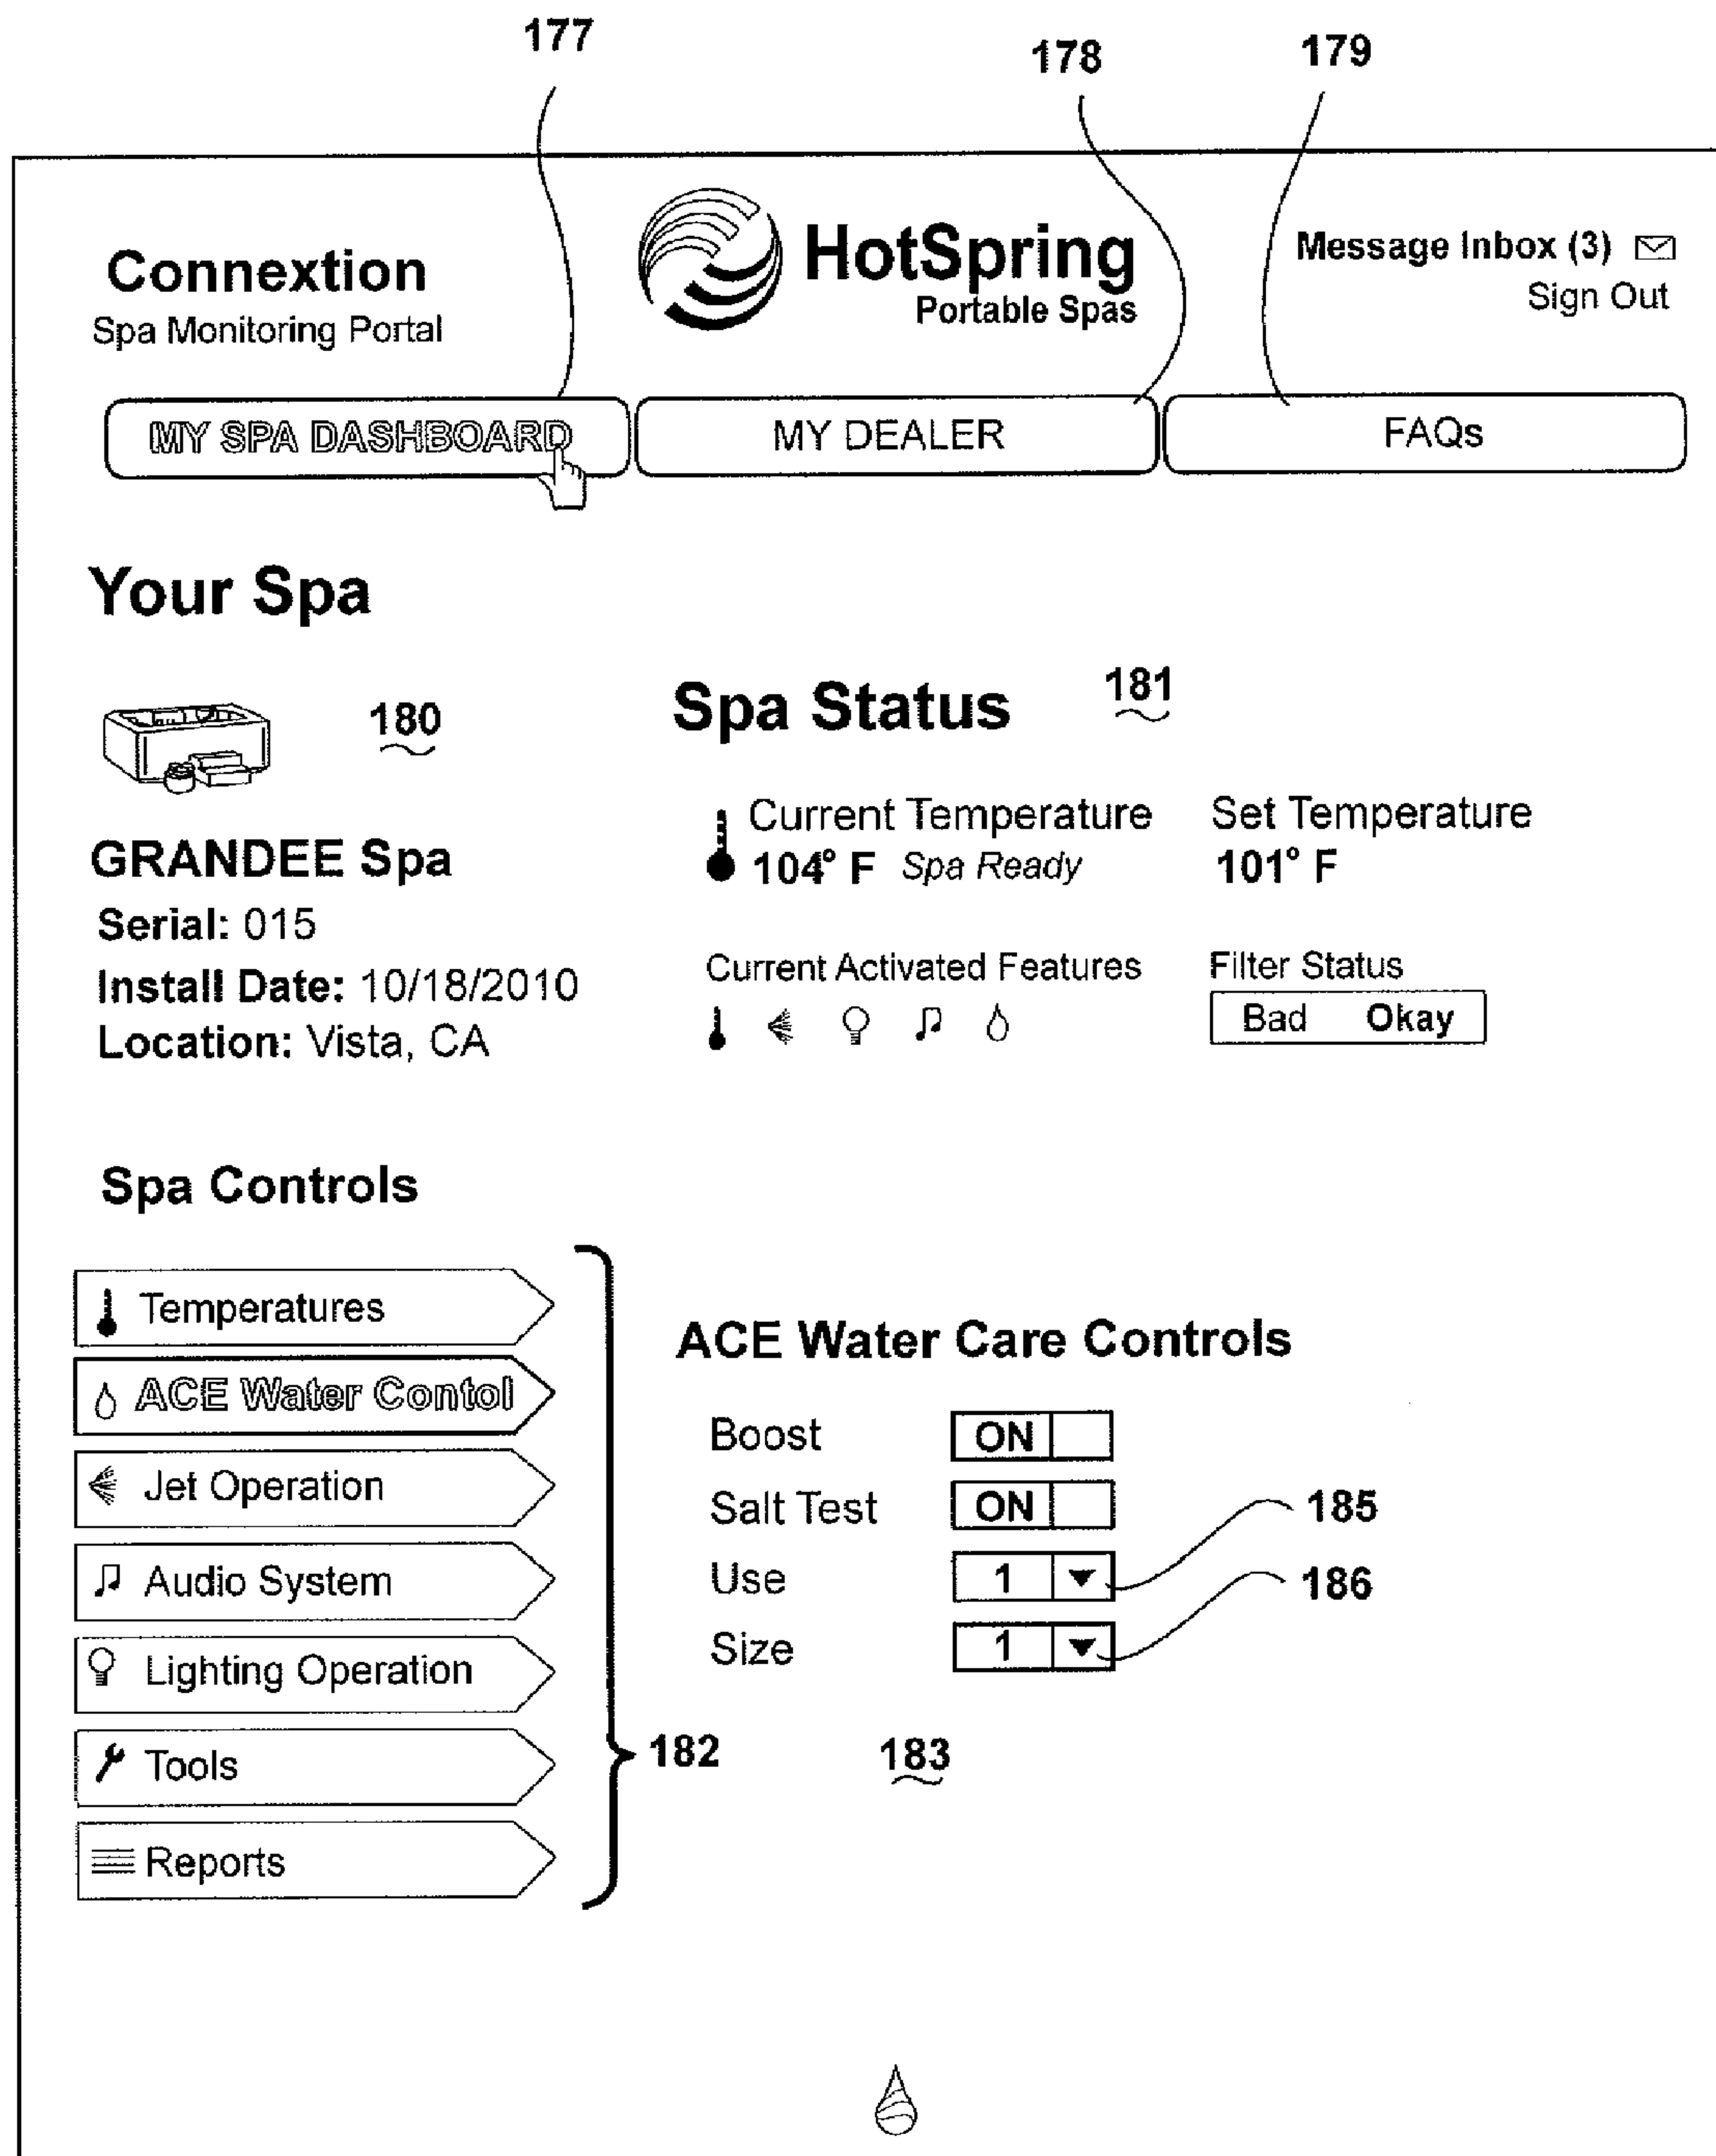 177
178
179
Connextion
Spa Monitoring Portal
HotSpring
Portable Spas
Message Inbox (3)
Sign Out
MY SPA DASHBOARD
MY DEALER
FAQs
Your Spa
180
GRANDEE Spa
Serial: 015
Install Date: 10/18/2010
Location: Vista, CA
Spa Status
181
Current Temperature
104° F Spa Ready
Set Temperature
101° F
Current Activated Features
Filter Status
Bad Okay
Spa Controls
Temperatures
ACE Water Contol
Jet Operation
Audio System
Lighting Operation
Tools
Reports
182
ACE Water Care Controls
Boost ON
Salt Test ON
Use 1
185
Size 1
186
183